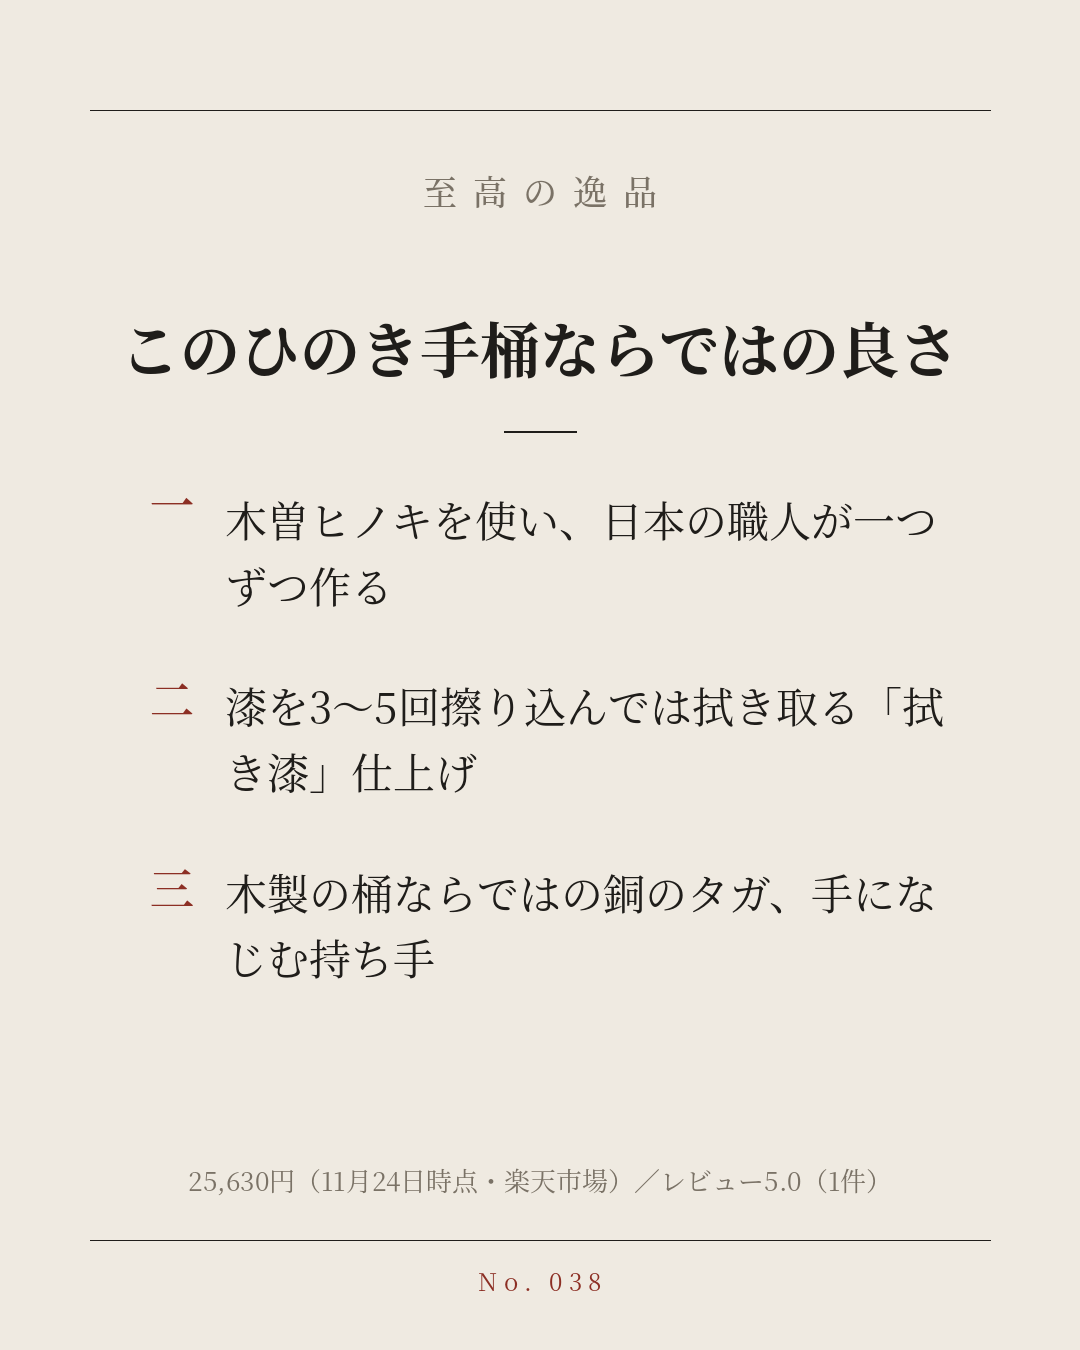 至高の逸品
このひのき手桶ならではの良さ
一 木曽ヒノキを使い、日本の職人が一つ
ずつ作る
二 漆を3〜5回擦り込んでは拭き取る「拭
き漆」仕上げ
三 木製の桶ならではの銅のタガ、手にな
じむ持ち手
25,630円（11月24日時点・楽天市場）／レビュー5.0（1件）
No. 038